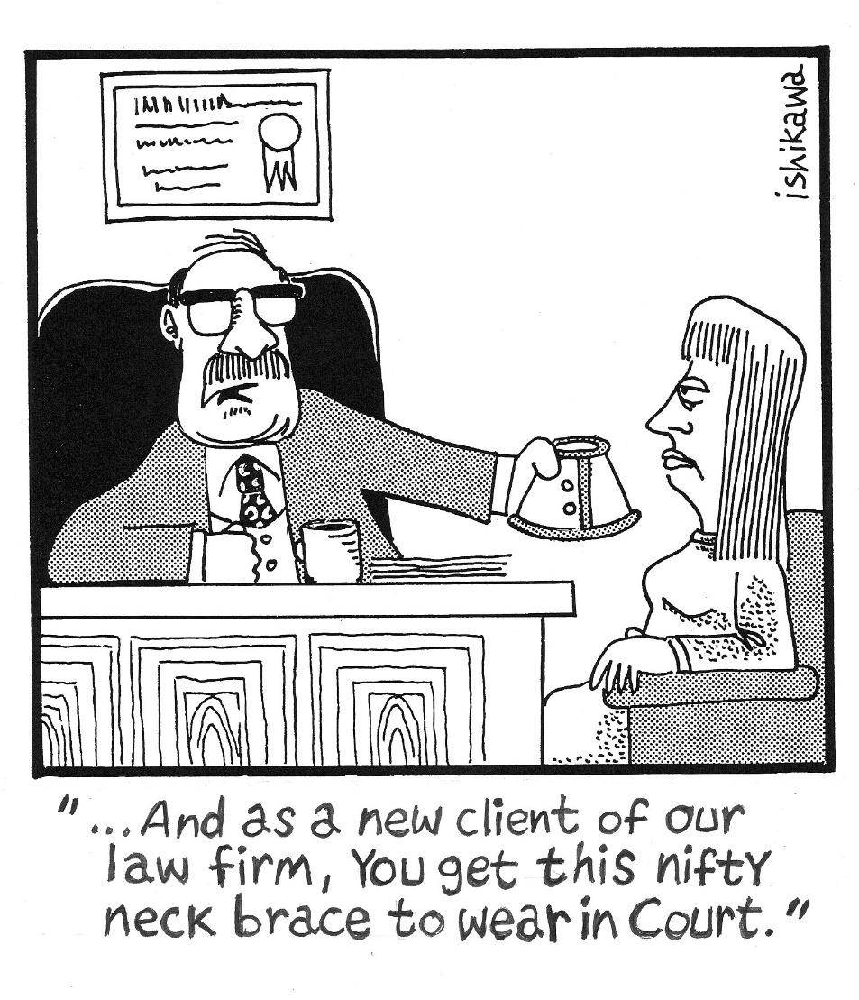 ishikawa
"...And as a new client of our
law firm, You get this nifty
neck brace to wear in Court."